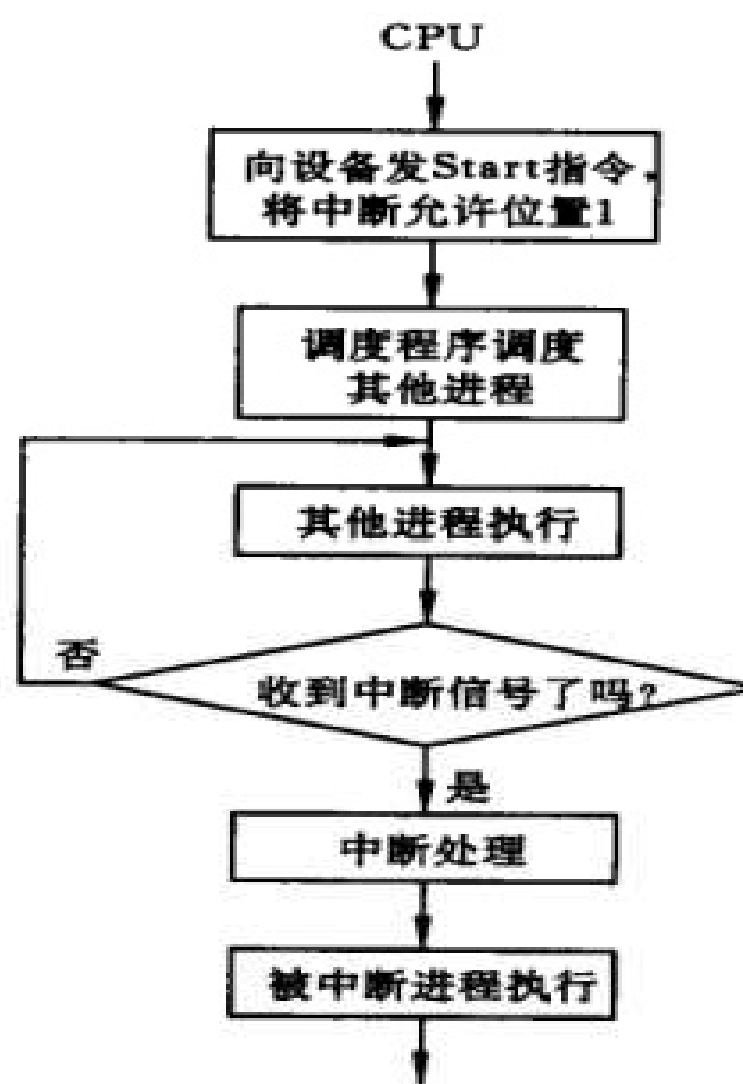 CPU
向设备发Start指令,
将中断允许位置1
调度程序调度
其他进程
其他进程执行
否
收到中断信号了吗?
是
中断处理
被中断进程执行